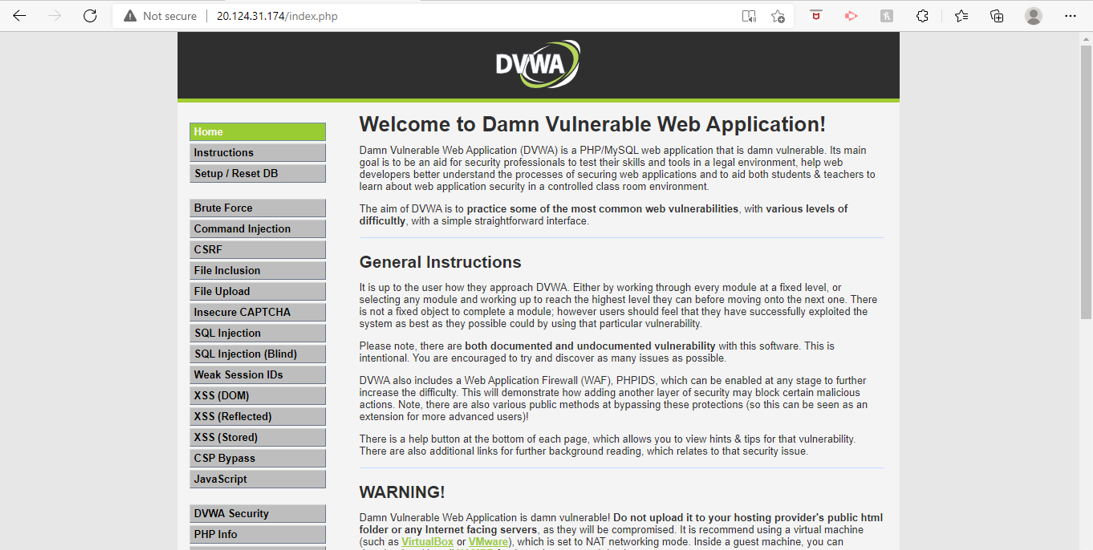 Not secure | 20.124.31.174/index.php
DVWA
Home
Instructions
Setup / Reset DB
Brute Force
Command Injection
CSRF
File Inclusion
File Upload
Insecure CAPTCHA
SQL Injection
SQL Injection (Blind)
Weak Session IDs
XSS (DOM)
XSS (Reflected)
XSS (Stored)
CSP Bypass
JavaScript
DVWA Security
PHP Info
Welcome to Damn Vulnerable Web Application!
Damn Vulnerable Web Application (DVWA) is a PHP/MySQL web application that is damn vulnerable. Its main
goal is to be an aid for security professionals to test their skills and tools in a legal environment, help web
developers better understand the processes of securing web applications and to aid both students & teachers to
learn about web application security in a controlled class room environment.
The aim of DVWA is to practice some of the most common web vulnerabilities, with various levels of
difficultly, with a simple straightforward interface.
General Instructions
It is up to the user how they approach DVWA. Either by working through every module at a fixed level, or
selecting any module and working up to reach the highest level they can before moving onto the next one. There
is not a fixed object to complete a module; however users should feel that they have successfully exploited the
system as best as they possible could by using that particular vulnerability.
Please note, there are both documented and undocumented vulnerability with this software. This is
intentional. You are encouraged to try and discover as many issues as possible.
DVWA also includes a Web Application Firewall (WAF), PHPIDS, which can be enabled at any stage to further
increase the difficulty. This will demonstrate how adding another layer of security may block certain malicious
actions. Note, there are also various public methods at bypassing these protections (so this can be seen as an
extension for more advanced users)!
There is a help button at the bottom of each page, which allows you to view hints & tips for that vulnerability.
There are also additional links for further background reading, which relates to that security issue.
WARNING!
Damn Vulnerable Web Application is damn vulnerable! Do not upload it to your hosting provider's public html
folder or any Internet facing servers, as they will be compromised. It is recommend using a virtual machine
(such as VirtualBox or VMware), which is set to NAT networking mode. Inside a guest machine, you can